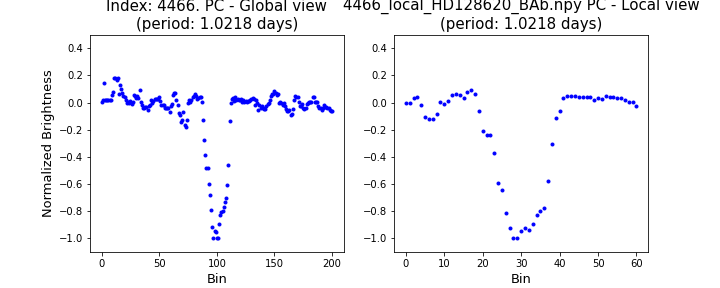 Index: 4466. PC - Global view
(period: 1.0218 days)
4466_local_HD128620_BAb.npy PC - Local view
(period: 1.0218 days)
Normalized Brightness
0.4
0.2
0.0
−0.2
−0.4
−0.6
−0.8
−1.0
0 50 100 150 200
Bin
0.4
0.2
0.0
−0.2
−0.4
−0.6
−0.8
−1.0
0 10 20 30 40 50 60
Bin